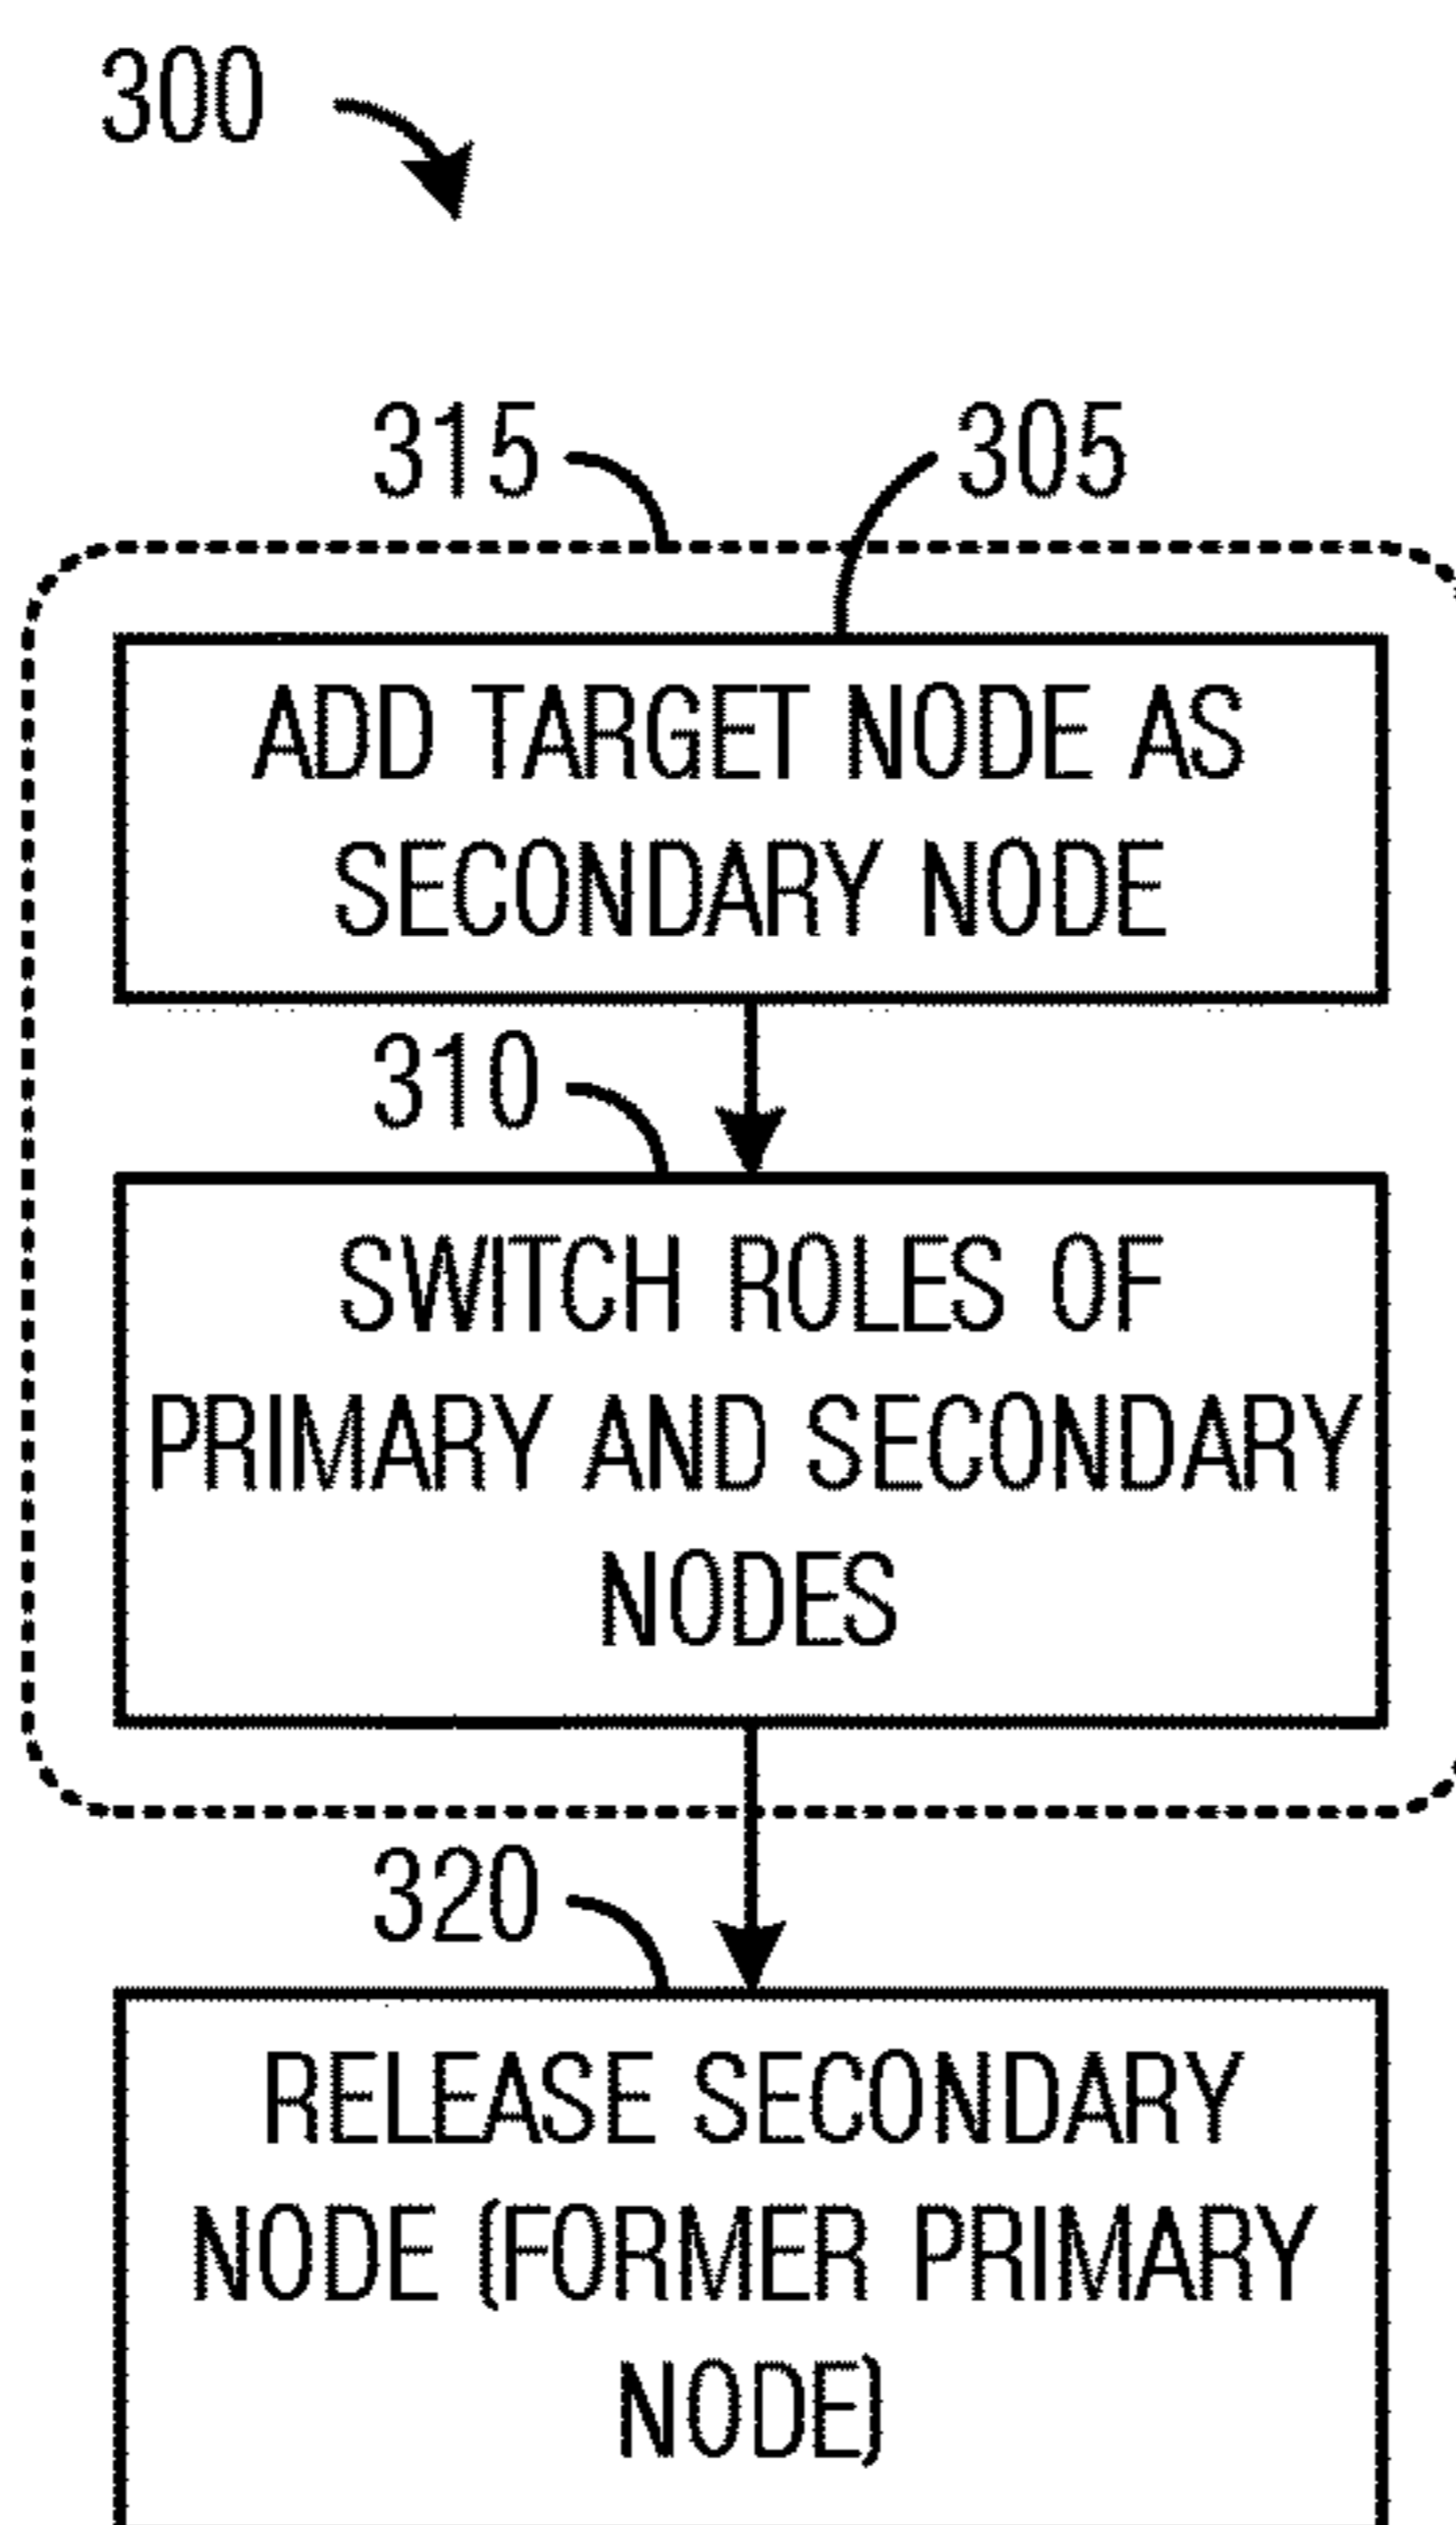 300
315
305
ADD TARGET NODE AS
SECONDARY NODE
310
SWITCH ROLES OF
PRIMARY AND SECONDARY
NODES
320
RELEASE SECONDARY
NODE (FORMER PRIMARY
NODE)